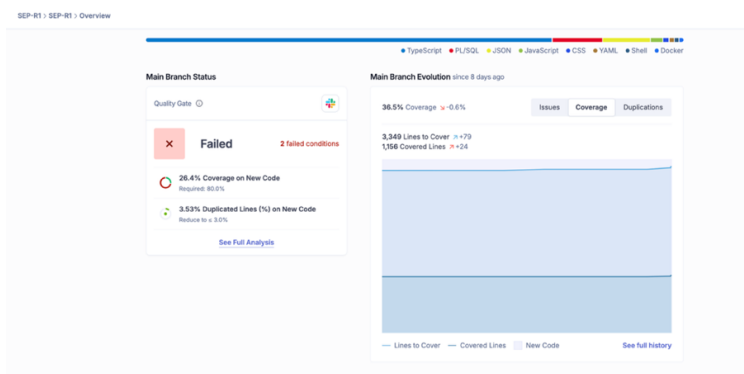 SEP-R1 > SEP-R1 > Overview
TypeScript PL/SQL JSON JavaScript CSS YAML Shell Docker
Main Branch Status
Quality Gate
Failed
2 failed conditions
26.4% Coverage on New Code
Required: 80.0%
3.53% Duplicated Lines (%) on New Code
Reduce to ≤ 3.0%
See Full Analysis
Main Branch Evolution since 8 days ago
36.5% Coverage -0.6%
Issues Coverage Duplications
3,349 Lines to Cover +79
1,156 Covered Lines +24
Lines to Cover Covered Lines New Code
See full history